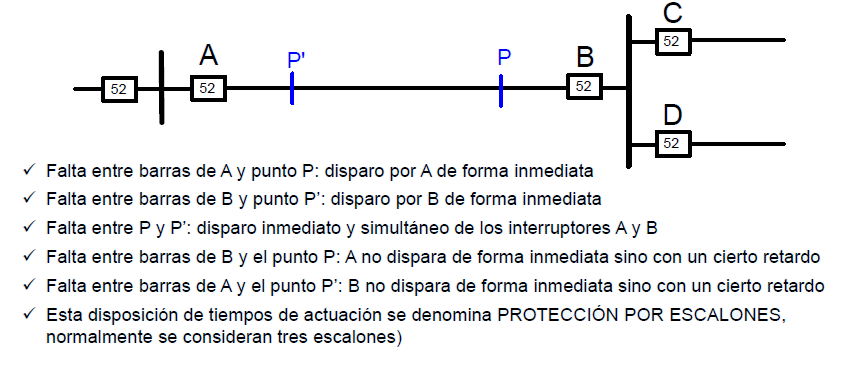 C
52
A
P'
P
B
52
52
52
D
52
✓ Falta entre barras de A y punto P: disparo por A de forma inmediata
✓ Falta entre barras de B y punto P': disparo por B de forma inmediata
✓ Falta entre P y P': disparo inmediato y simultáneo de los interruptores A y B
✓ Falta entre barras de B y el punto P: A no dispara de forma inmediata sino con un cierto retardo
✓ Falta entre barras de A y el punto P': B no dispara de forma inmediata sino con un cierto retardo
✓ Esta disposición de tiempos de actuación se denomina PROTECCIÓN POR ESCALONES,
normalmente se consideran tres escalones)